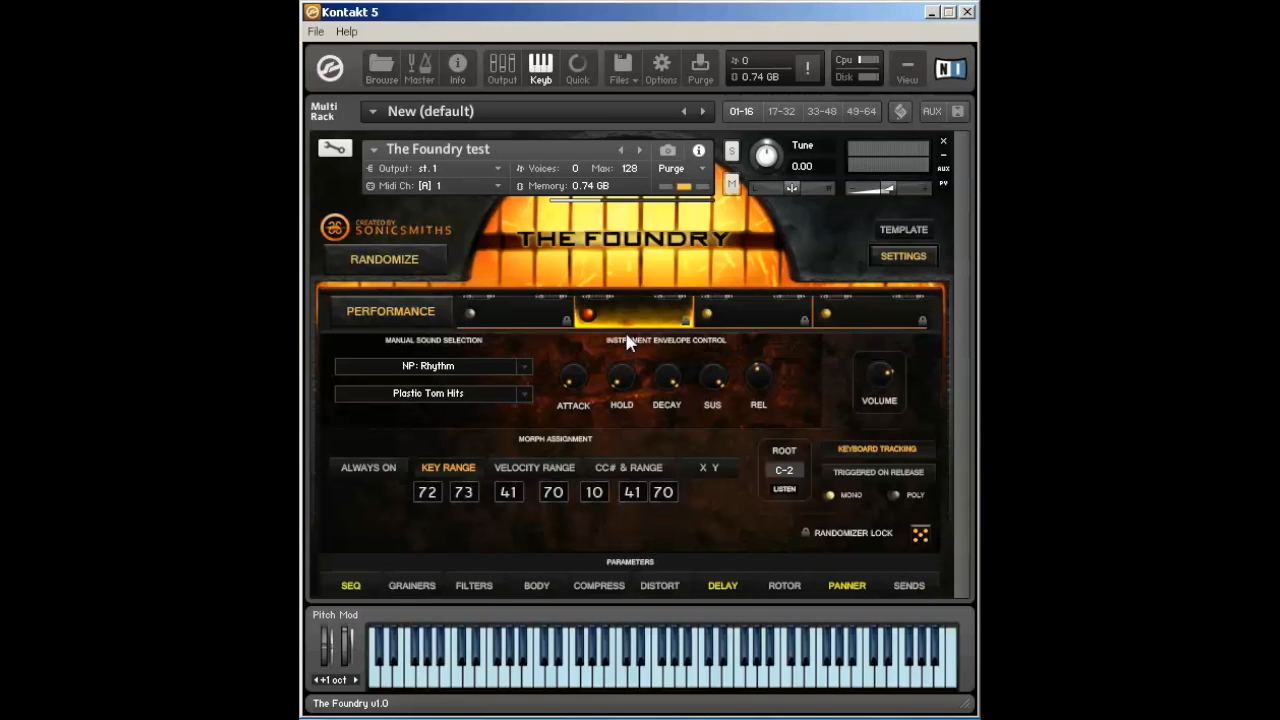 Kontakt 5
File Help
Browse Master Info Output Keyb Quick Files Options Purge 0 0.74 GB ! Cpu Disk View NI
Multi Rack New (default) 01-16 17-32 33-48 49-64 AUX
The Foundry test S Tune
Output: st. 1 Voices: 0 Max: 128 Purge 0.00
Midi Ch: [A] 1 Memory: 0.74 GB M L R
AUX
PV
CREATED BY
SONICSMITHS
THE FOUNDRY
TEMPLATE
RANDOMIZE
SETTINGS
PERFORMANCE
MANUAL SOUND SELECTION INSTRUMENT ENVELOPE CONTROL
NP: Rhythm
Plastic Tom Hits
ATTACK HOLD DECAY SUS REL VOLUME
MORPH ASSIGNMENT
ROOT KEYBOARD TRACKING
ALWAYS ON KEY RANGE VELOCITY RANGE CC# & RANGE X Y C-2 TRIGGERED ON RELEASE
72 73 41 70 10 41 70 LISTEN MONO POLY
RANDOMIZER LOCK
PARAMETERS
SEQ GRAINERS FILTERS BODY COMPRESS DISTORT DELAY ROTOR PANNER SENDS
Pitch Mod
+1 oct
The Foundry v1.0